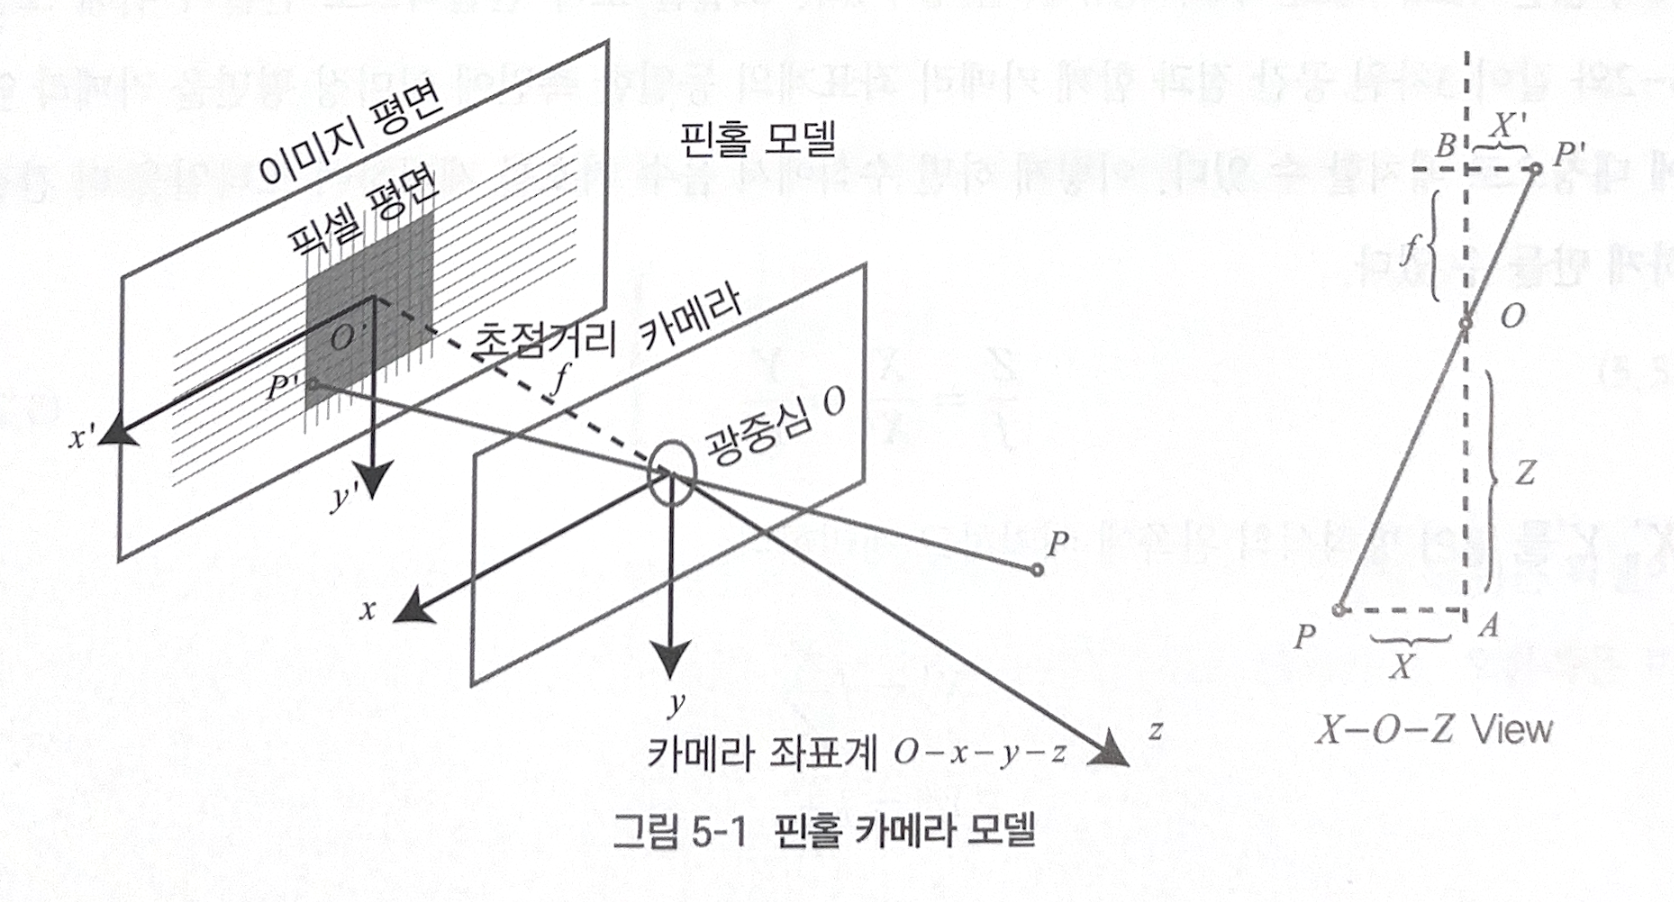 핀홀 모델
이미지 평면
픽셀 평면
O'
P'
x'
y'
초점거리
f
카메라
광중심 O
P
x
y
z
카메라 좌표계 O-x-y-z
B
X'
P'
f
O
Z
P
A
X
X-O-Z View
그림 5-1 핀홀 카메라 모델